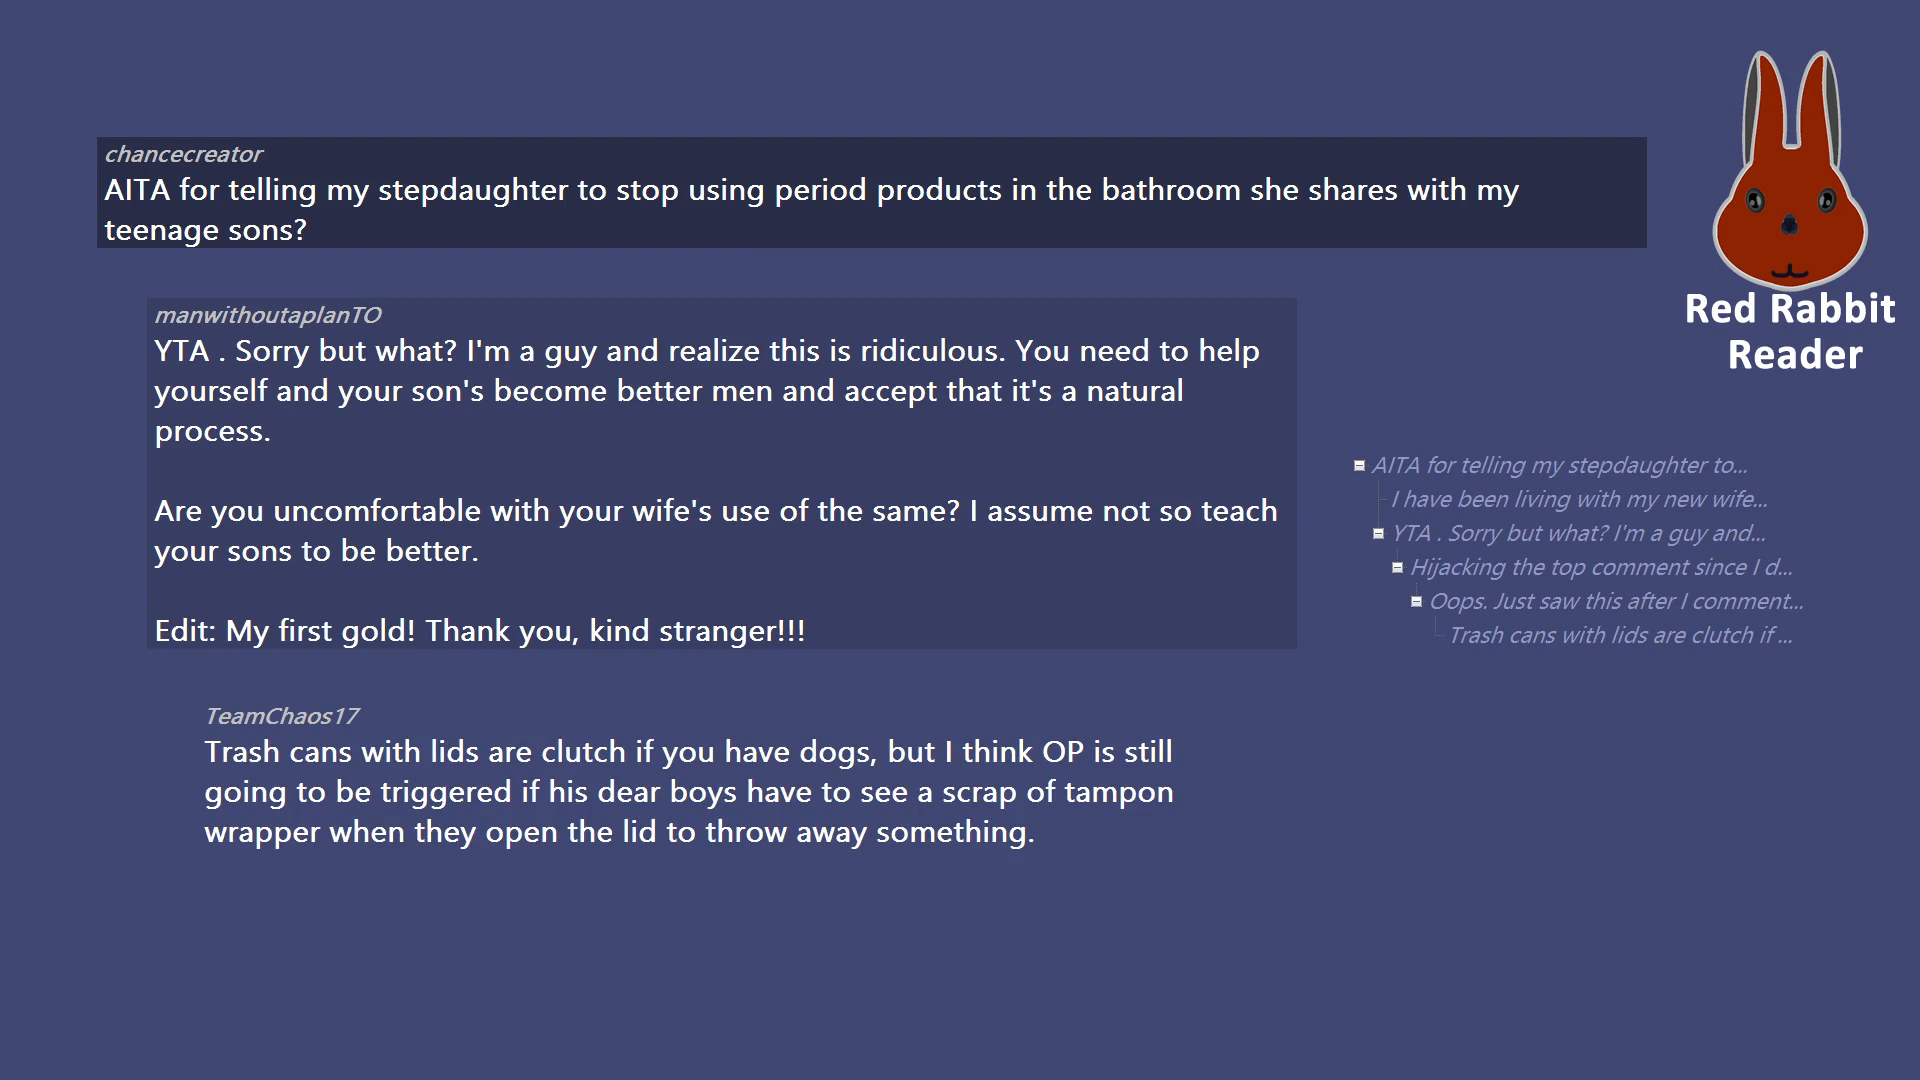 chancecreator
AITA for telling my stepdaughter to stop using period products in the bathroom she shares with my
teenage sons?
manwithoutaplanTO
YTA . Sorry but what? I'm a guy and realize this is ridiculous. You need to help
yourself and your son's become better men and accept that it's a natural
process.
Are you uncomfortable with your wife's use of the same? I assume not so teach
your sons to be better.
Edit: My first gold! Thank you, kind stranger!!!
TeamChaos17
Trash cans with lids are clutch if you have dogs, but I think OP is still
going to be triggered if his dear boys have to see a scrap of tampon
wrapper when they open the lid to throw away something.
Red Rabbit
Reader
AITA for telling my stepdaughter to...
I have been living with my new wife...
YTA . Sorry but what? I'm a guy and...
Hijacking the top comment since I d...
Oops. Just saw this after I comment...
Trash cans with lids are clutch if ...